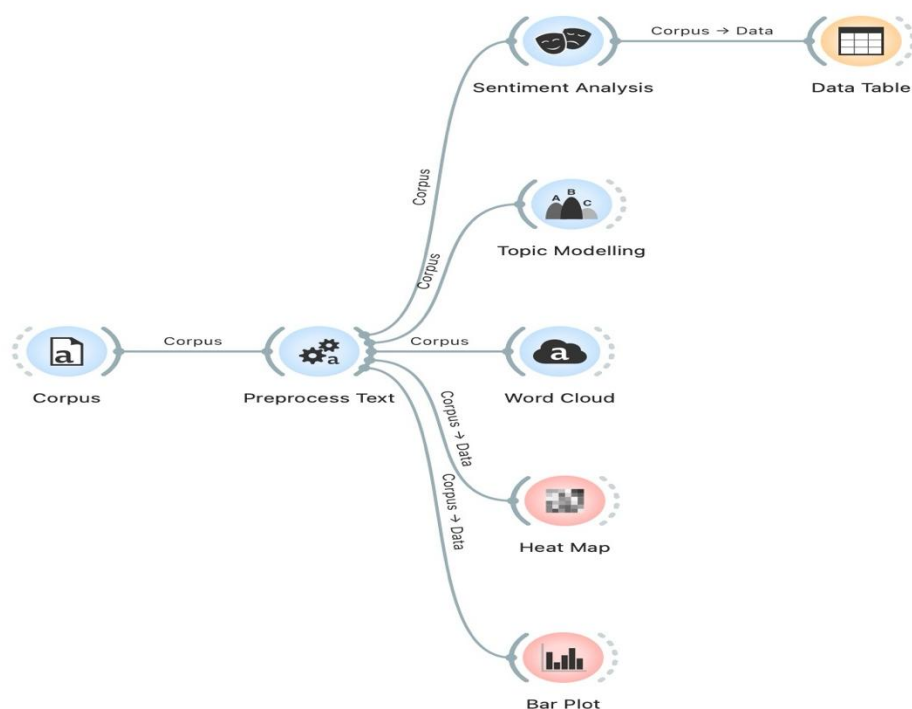 Corpus → Data
Sentiment Analysis
Data Table
Corpus
A
B
C
Topic Modelling
Corpus
Corpus
a
a
Corpus
a
Corpus
Preprocess Text
Word Cloud
Corpus → Data
Heat Map
Corpus → Data
Bar Plot